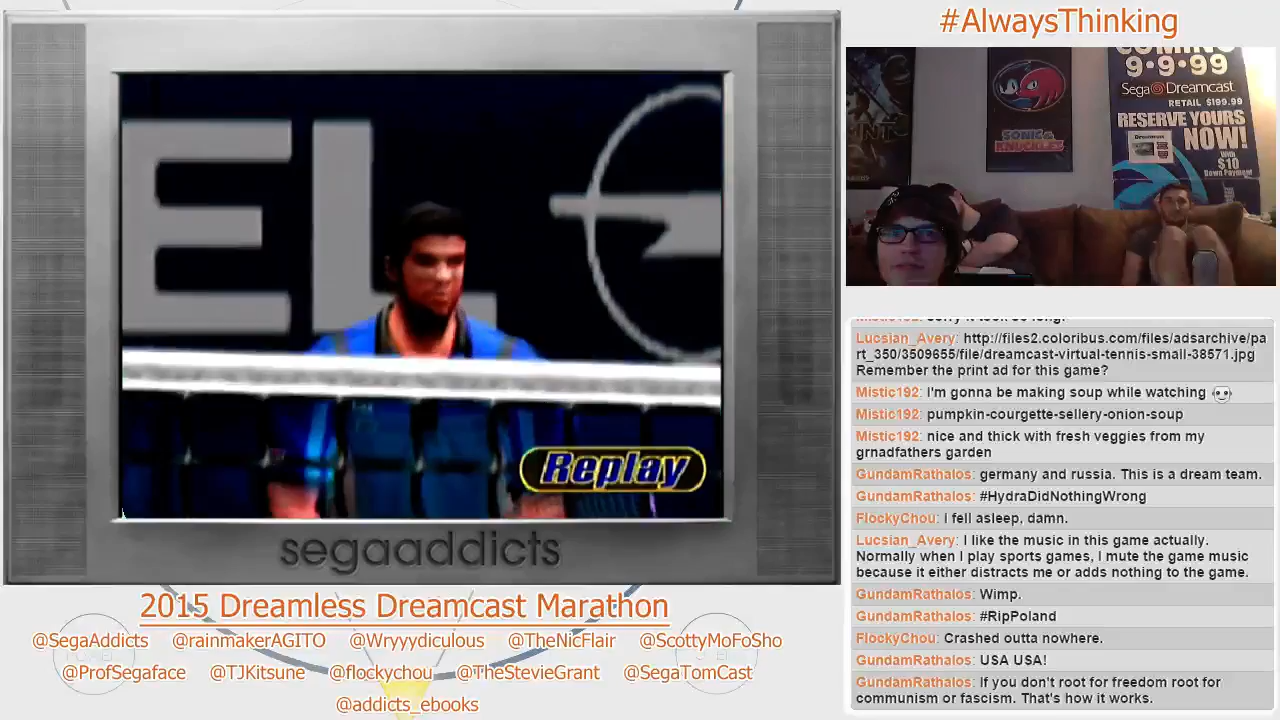 #AlwaysThinking
EL
Replay
segaaddicts
COMING
9·9·99
Sega Dreamcast
RETAIL $199.99
RESERVE YOURS
NOW!
With
$10
Down Payment
SONIC &
KNUCKLES
Lucsian_Avery: http://files2.coloribus.com/files/adsarchive/pa
rt_350/3509655/file/dreamcast-virtual-tennis-small-38571.jpg
Remember the print ad for this game?
Mistic192: I'm gonna be making soup while watching
Mistic192: pumpkin-courgette-sellery-onion-soup
Mistic192: nice and thick with fresh veggies from my
grnadfathers garden
GundamRathalos: germany and russia. This is a dream team.
GundamRathalos: #HydraDidNothingWrong
FlockyChou: i fell asleep, damn.
Lucsian_Avery: I like the music in this game actually.
Normally when I play sports games, I mute the game music
because it either distracts me or adds nothing to the game.
GundamRathalos: Wimp.
GundamRathalos: #RipPoland
FlockyChou: Crashed outta nowhere.
GundamRathalos: USA USA!
GundamRathalos: If you don't root for freedom root for
communism or fascism. That's how it works.
2015 Dreamless Dreamcast Marathon
@SegaAddicts @rainmakerAGITO @Wryyydiculous @TheNicFlair @ScottyMoFoSho
@ProfSegaface @TJKitsune @flockychou @TheStevieGrant @SegaTomCast
@addicts_ebooks